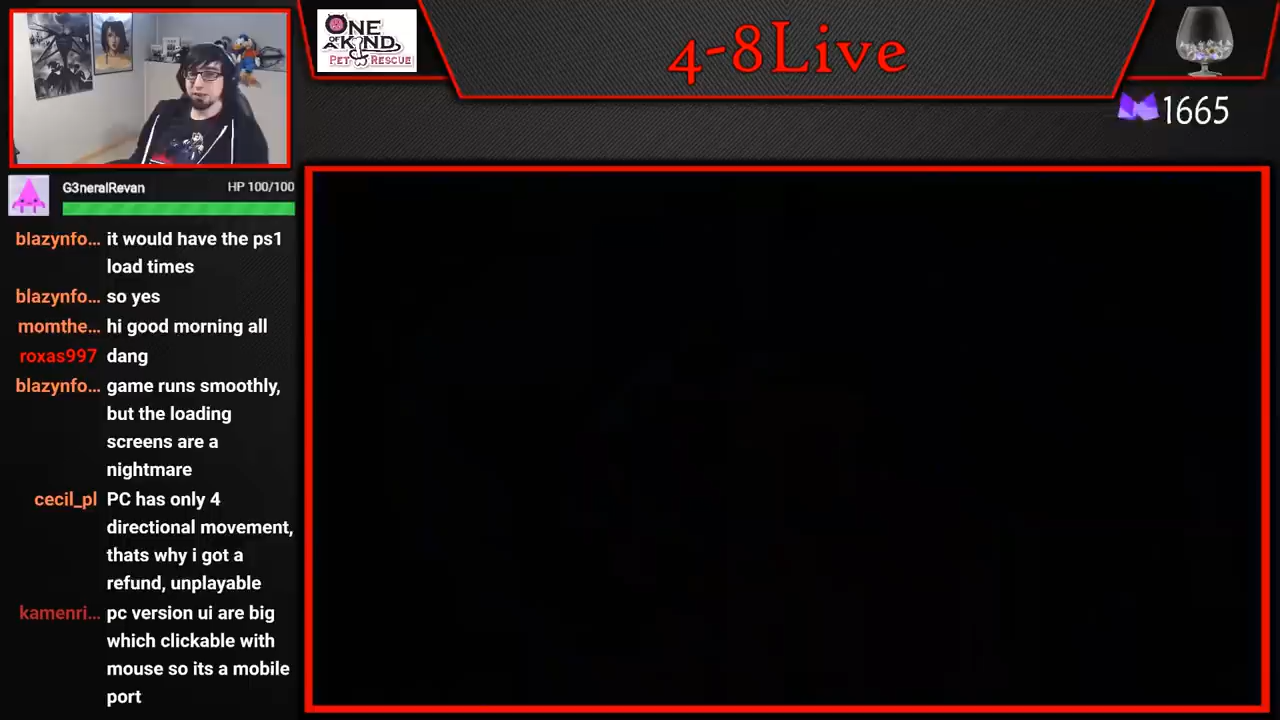 ONE
OF A KIND
PET RESCUE
4-8Live
1665
G3neralRevan HP 100/100
blazynfo... it would have the ps1
load times
blazynfo... so yes
momthe... hi good morning all
roxas997 dang
blazynfo... game runs smoothly,
but the loading
screens are a
nightmare
cecil_pl PC has only 4
directional movement,
thats why i got a
refund, unplayable
kamenri... pc version ui are big
which clickable with
mouse so its a mobile
port